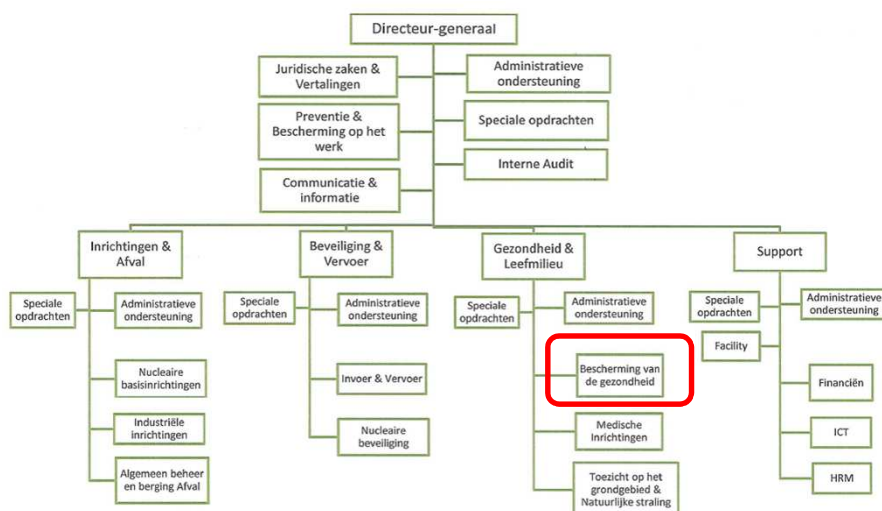 Directeur-generaal
Juridische zaken &
Vertalingen
Administratieve
ondersteuning
Preventie &
Bescherming op het
werk
Speciale opdrachten
Interne Audit
Communicatie &
informatie
Inrichtingen &
Afval
Beveiliging &
Vervoer
Gezondheid &
Leefmilieu
Support
Speciale
opdrachten
Administratieve
ondersteuning
Nucleaire
basisinrichtingen
Industriële
inrichtingen
Algemeen beheer
en berging Afval
Speciale
opdrachten
Administratieve
ondersteuning
Invoer & Vervoer
Nucleaire
beveiliging
Speciale
opdrachten
Administratieve
ondersteuning
Bescherming van
de gezondheid
Medische
Inrichtingen
Toezicht op het
grondgebied &
Natuurlijke straling
Speciale
opdrachten
Administratieve
ondersteuning
Facility
Financiën
ICT
HRM